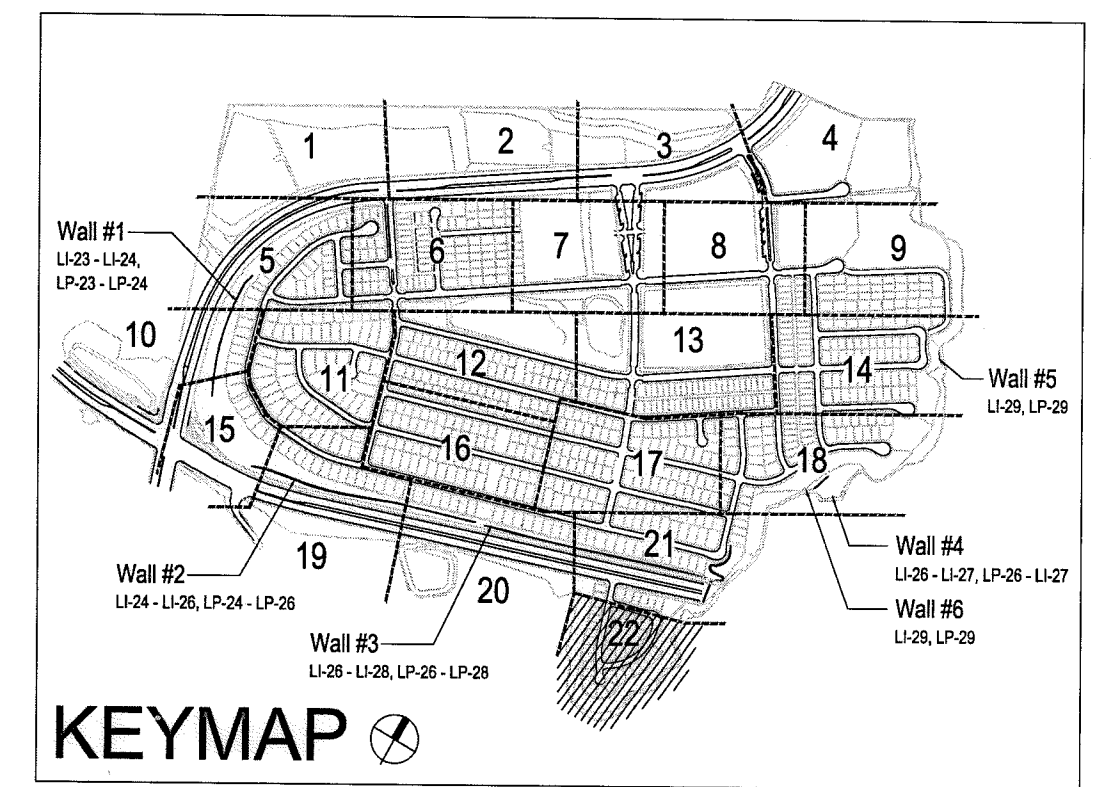 1
2
3
4
Wall #1
LI-23 - LI-24,
LP-23 - LP-24
5
6
7
8
9
10
11
12
13
14
Wall #5
LI-29, LP-29
15
16
17
18
19
20
21
22
Wall #4
LI-26 - LI-27, LP-26 - LI-27
Wall #2
LI-24 - LI-26, LP-24 - LP-26
Wall #6
LI-29, LP-29
Wall #3
LI-26 - LI-28, LP-26 - LP-28
KEYMAP